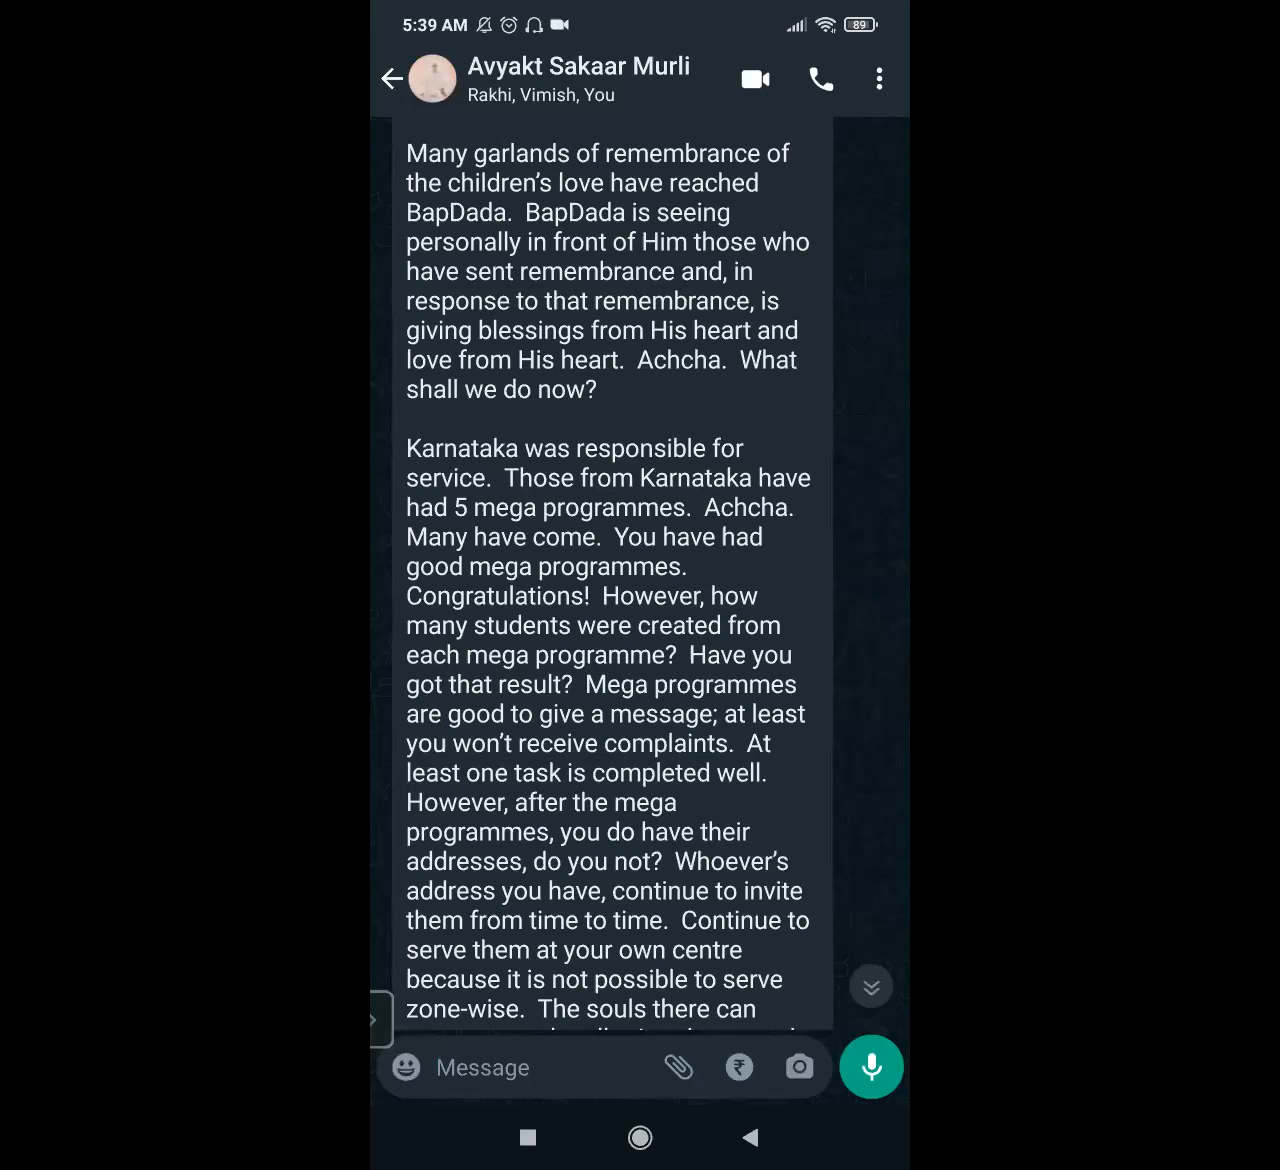 5:39 AM
89
Avyakt Sakaar Murli
Rakhi, Vimish, You
Many garlands of remembrance of
the children’s love have reached
BapDada.  BapDada is seeing
personally in front of Him those who
have sent remembrance and, in
response to that remembrance, is
giving blessings from His heart and
love from His heart.  Achcha.  What
shall we do now?
Karnataka was responsible for
service.  Those from Karnataka have
had 5 mega programmes.  Achcha.
Many have come.  You have had
good mega programmes.
Congratulations!  However, how
many students were created from
each mega programme?  Have you
got that result?  Mega programmes
are good to give a message; at least
you won’t receive complaints.  At
least one task is completed well.
However, after the mega
programmes, you do have their
addresses, do you not?  Whoever’s
address you have, continue to invite
them from time to time.  Continue to
serve them at your own centre
because it is not possible to serve
zone-wise.  The souls there can
Message